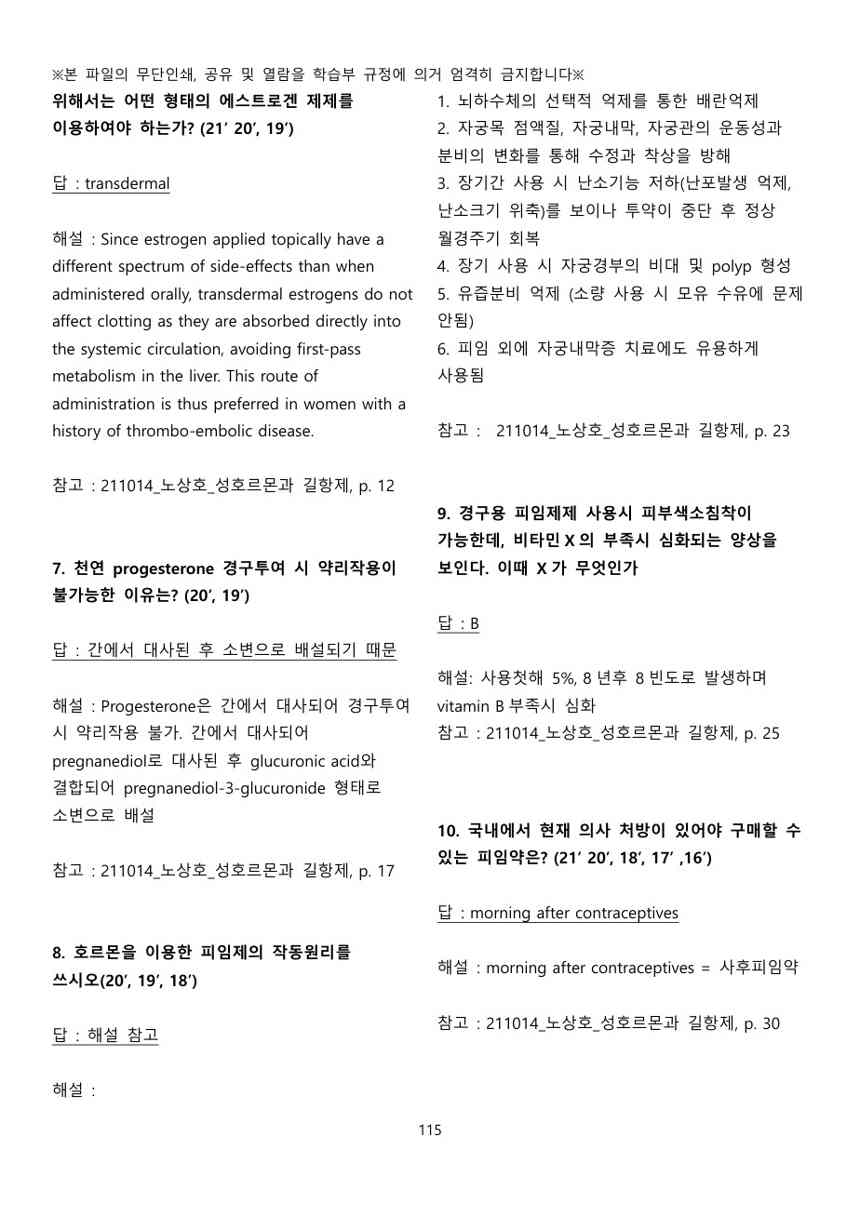 ※본 파일의 무단인쇄, 공유 및 열람을 학습부 규정에 의거 엄격히 금지합니다※
위해서는 어떤 형태의 에스트로겐 제제를
이용하여야 하는가? (21’ 20’, 19’)
답 : transdermal
해설 : Since estrogen applied topically have a
different spectrum of side-effects than when
administered orally, transdermal estrogens do not
affect clotting as they are absorbed directly into
the systemic circulation, avoiding first-pass
metabolism in the liver. This route of
administration is thus preferred in women with a
history of thrombo-embolic disease.
참고 : 211014_노상호_성호르몬과 길항제, p. 12
7. 천연 progesterone 경구투여 시 약리작용이
불가능한 이유는? (20’, 19’)
답 : 간에서 대사된 후 소변으로 배설되기 때문
해설 : Progesterone은 간에서 대사되어 경구투여
시 약리작용 불가. 간에서 대사되어
pregnanediol로 대사된 후 glucuronic acid와
결합되어 pregnanediol-3-glucuronide 형태로
소변으로 배설
참고 : 211014_노상호_성호르몬과 길항제, p. 17
8. 호르몬을 이용한 피임제의 작동원리를
쓰시오(20’, 19’, 18’)
답 : 해설 참고
해설 :
1. 뇌하수체의 선택적 억제를 통한 배란억제
2. 자궁목 점액질, 자궁내막, 자궁관의 운동성과
분비의 변화를 통해 수정과 착상을 방해
3. 장기간 사용 시 난소기능 저하(난포발생 억제,
난소크기 위축)를 보이나 투약이 중단 후 정상
월경주기 회복
4. 장기 사용 시 자궁경부의 비대 및 polyp 형성
5. 유즙분비 억제 (소량 사용 시 모유 수유에 문제
안됨)
6. 피임 외에 자궁내막증 치료에도 유용하게
사용됨
참고 : 211014_노상호_성호르몬과 길항제, p. 23
9. 경구용 피임제제 사용시 피부색소침착이
가능한데, 비타민 X 의 부족시 심화되는 양상을
보인다. 이때 X 가 무엇인가
답 : B
해설: 사용첫해 5%, 8 년후 8 빈도로 발생하며
vitamin B 부족시 심화
참고 : 211014_노상호_성호르몬과 길항제, p. 25
10. 국내에서 현재 의사 처방이 있어야 구매할 수
있는 피임약은? (21’ 20’, 18’, 17’ ,16’)
답 : morning after contraceptives
해설 : morning after contraceptives = 사후피임약
참고 : 211014_노상호_성호르몬과 길항제, p. 30
115